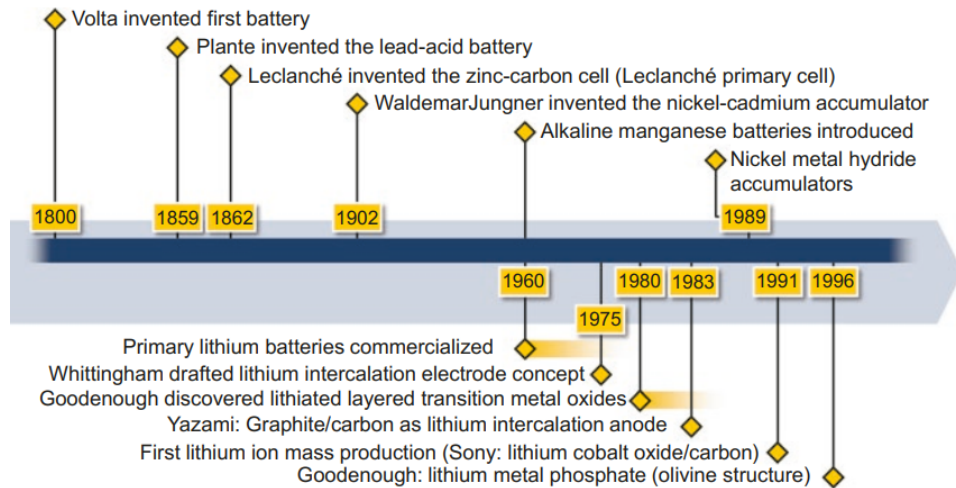 Volta invented first battery
Plante invented the lead-acid battery
Leclanché invented the zinc-carbon cell (Leclanché primary cell)
WaldemarJungner invented the nickel-cadmium accumulator
Alkaline manganese batteries introduced
Nickel metal hydride
accumulators
1800
1859
1862
1902
1989
1960
1980
1983
1991
1996
1975
Primary lithium batteries commercialized
Whittingham drafted lithium intercalation electrode concept
Goodenough discovered lithiated layered transition metal oxides
Yazami: Graphite/carbon as lithium intercalation anode
First lithium ion mass production (Sony: lithium cobalt oxide/carbon)
Goodenough: lithium metal phosphate (olivine structure)